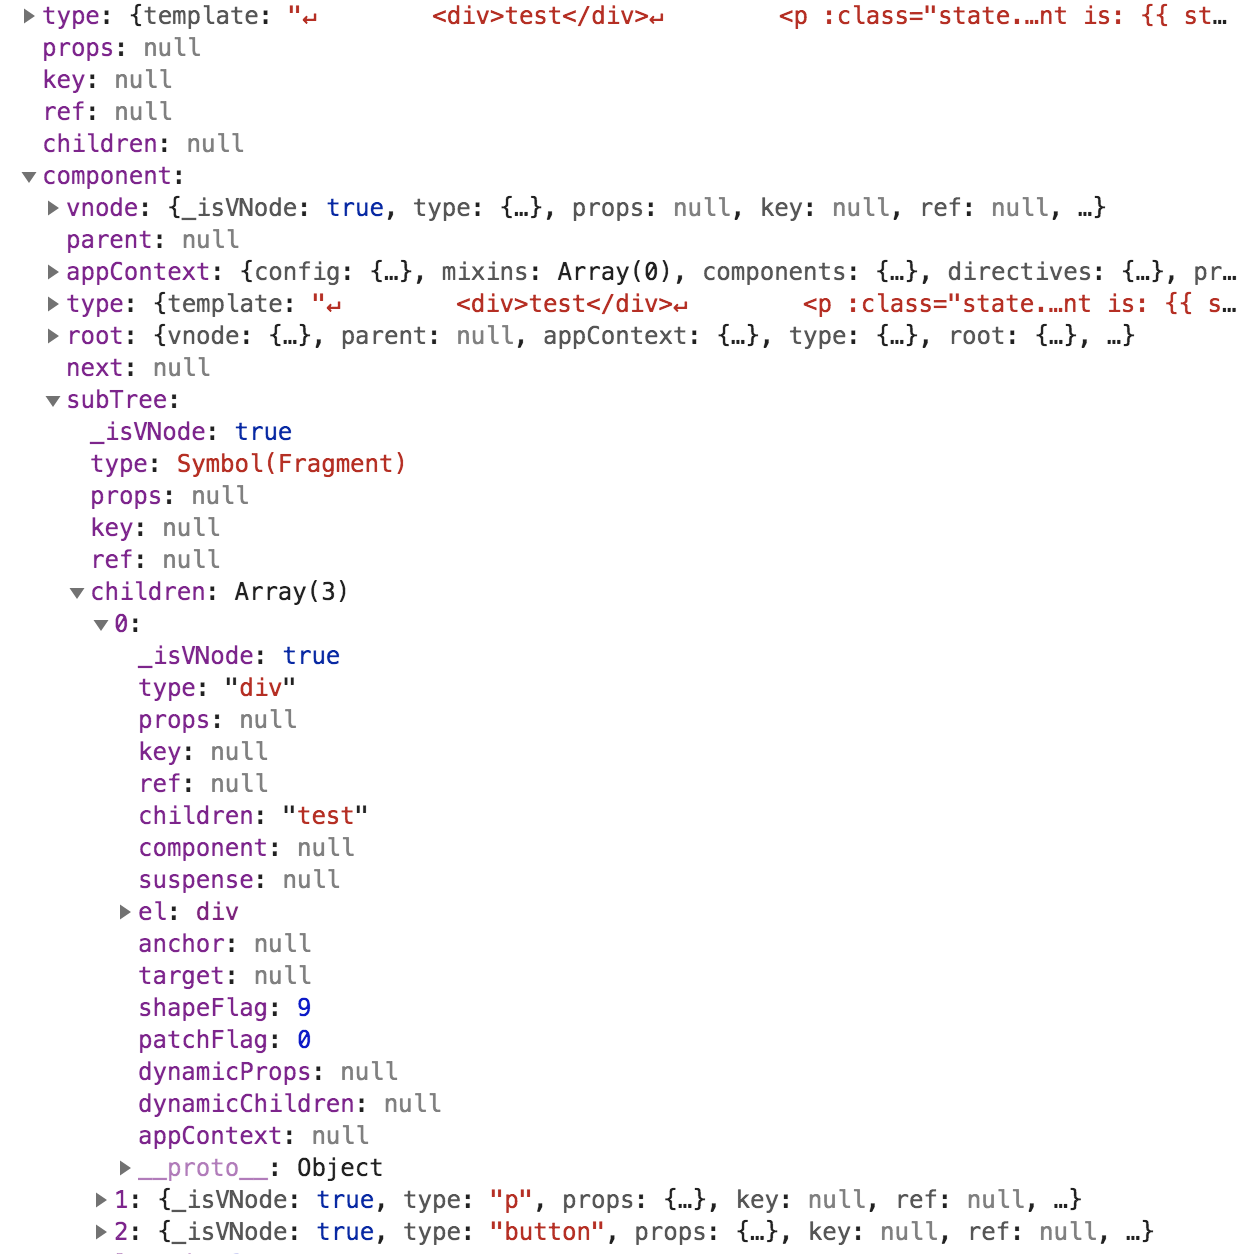 type: {template: "↵        <div>test</div>↵        <p :class="state.…nt is: {{ st…
props: null
key: null
ref: null
children: null
component:
vnode: {_isVNode: true, type: {…}, props: null, key: null, ref: null, …}
parent: null
appContext: {config: {…}, mixins: Array(0), components: {…}, directives: {…}, pr…
type: {template: "↵        <div>test</div>↵        <p :class="state.…nt is: {{ s…
root: {vnode: {…}, parent: null, appContext: {…}, type: {…}, root: {…}, …}
next: null
subTree:
_isVNode: true
type: Symbol(Fragment)
props: null
key: null
ref: null
children: Array(3)
0:
_isVNode: true
type: "div"
props: null
key: null
ref: null
children: "test"
component: null
suspense: null
el: div
anchor: null
target: null
shapeFlag: 9
patchFlag: 0
dynamicProps: null
dynamicChildren: null
appContext: null
__proto__: Object
1: {_isVNode: true, type: "p", props: {…}, key: null, ref: null, …}
2: {_isVNode: true, type: "button", props: {…}, key: null, ref: null, …}